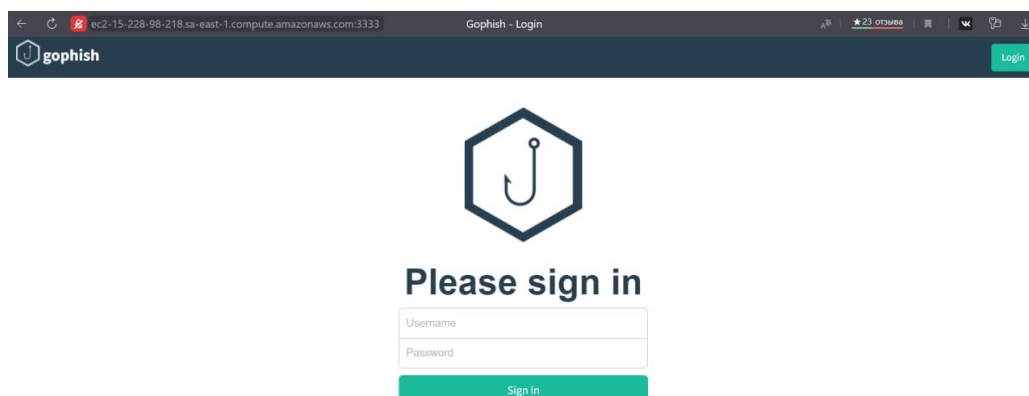 ec2-15-228-98-218.sa-east-1.compute.amazonaws.com:3333 Gophish - Login ★23 отзыва
gophish Login
Please sign in
Username
Password
Sign in